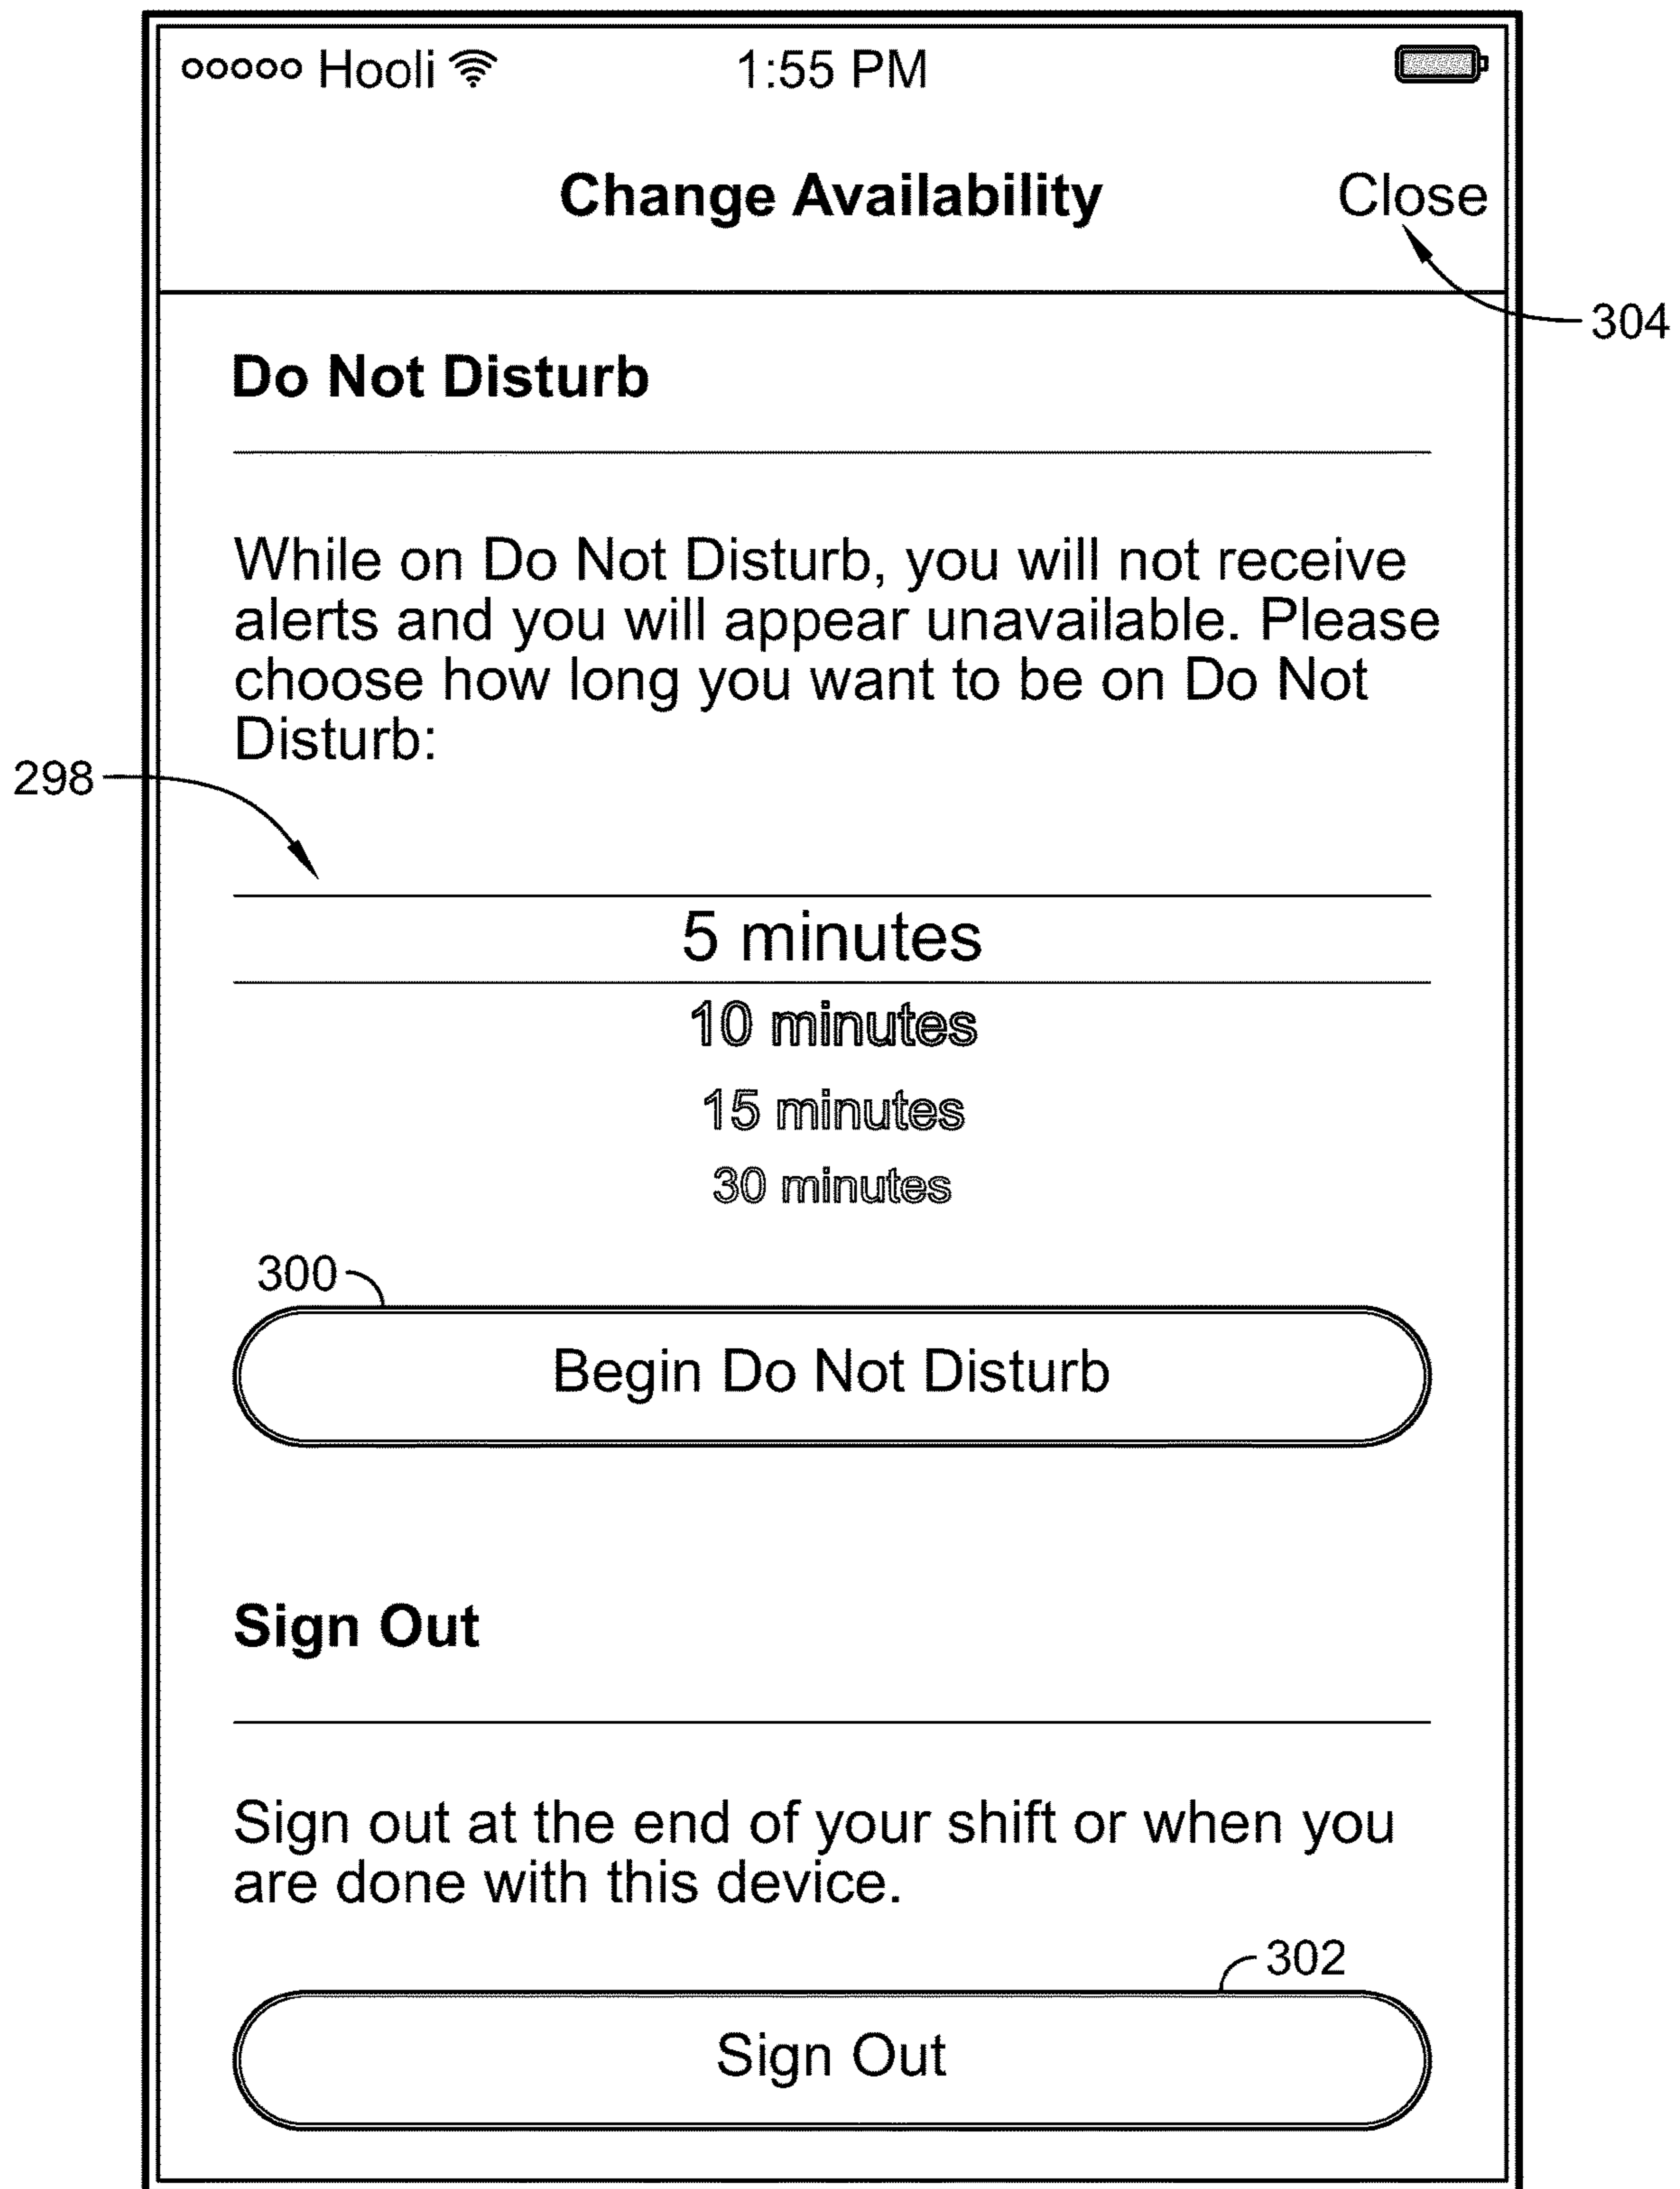 Hooli 1:55 PM
Change Availability Close
304
Do Not Disturb
While on Do Not Disturb, you will not receive
alerts and you will appear unavailable. Please
choose how long you want to be on Do Not
Disturb:
298
5 minutes
10 minutes
15 minutes
30 minutes
300
Begin Do Not Disturb
Sign Out
Sign out at the end of your shift or when you
are done with this device.
302
Sign Out